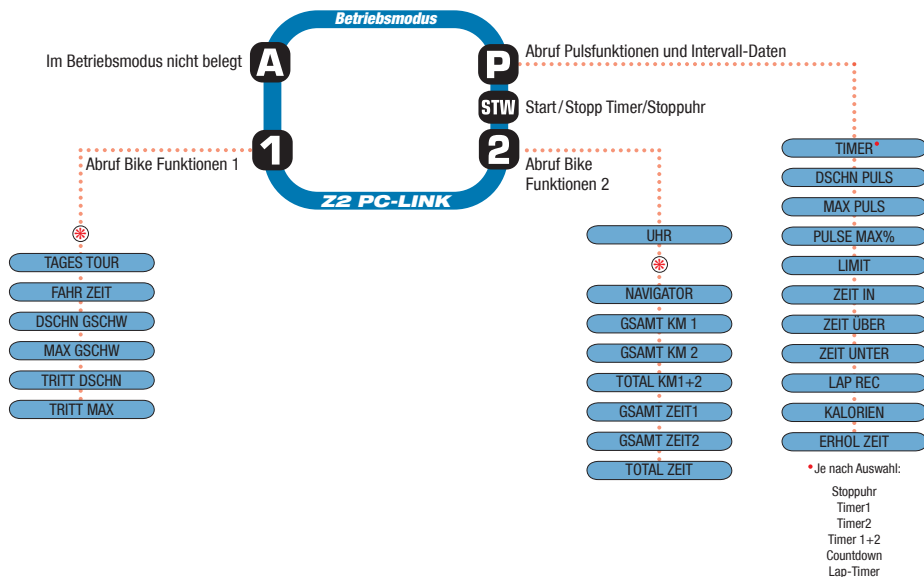 Betriebsmodus
Im Betriebsmodus nicht belegt
A
P
Abruf Pulsfunktionen und Intervall-Daten
STW
Start/Stopp Timer/Stoppuhr
1
Abruf Bike Funktionen 1
2
Abruf Bike
Funktionen 2
Z2 PC-LINK
TAGES TOUR
FAHR ZEIT
DSCHN GSCHW
MAX GSCHW
TRITT DSCHN
TRITT MAX
UHR
NAVIGATOR
GSAMT KM 1
GSAMT KM 2
TOTAL KM1+2
GSAMT ZEIT1
GSAMT ZEIT2
TOTAL ZEIT
TIMER*
DSCHN PULS
MAX PULS
PULSE MAX%
LIMIT
ZEIT IN
ZEIT ÜBER
ZEIT UNTER
LAP REC
KALORIEN
ERHOL ZEIT
*Je nach Auswahl:
Stoppuhr
Timer1
Timer2
Timer 1+2
Countdown
Lap-Timer